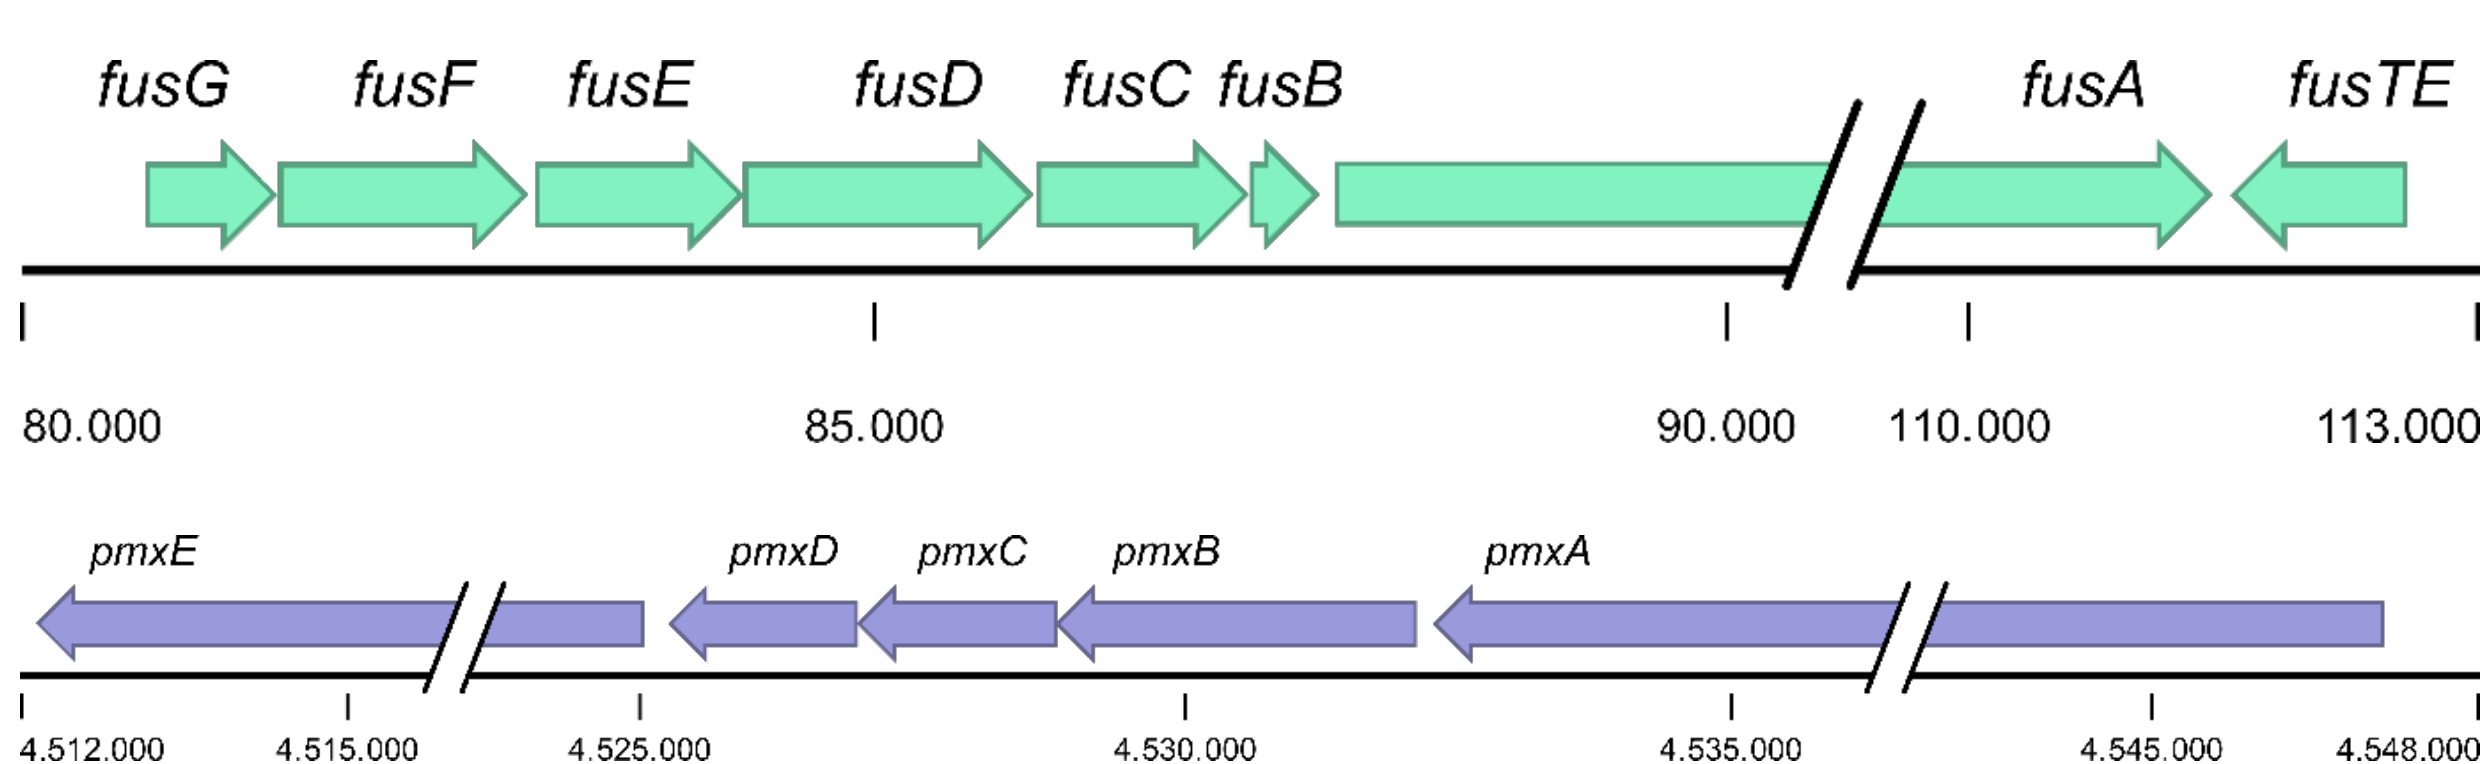 fusG fusF fusE fusD fusC fusB fusA fusTE
80.000 85.000 90.000 110.000 113.000
pmxE pmxD pmxC pmxB pmxA
4.512.000 4.515.000 4.525.000 4.530.000 4.535.000 4.545.000 4.548.000